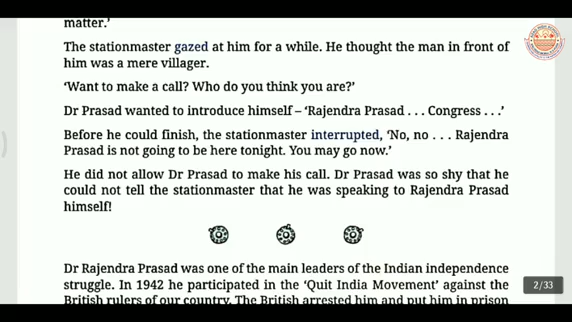 matter.’
The stationmaster gazed at him for a while. He thought the man in front of
him was a mere villager.
‘Want to make a call? Who do you think you are?’
Dr Prasad wanted to introduce himself – ‘Rajendra Prasad . . . Congress . . .’
Before he could finish, the stationmaster interrupted, ‘No, no . . . Rajendra
Prasad is not going to be here tonight. You may go now.’
He did not allow Dr Prasad to make his call. Dr Prasad was so shy that he
could not tell the stationmaster that he was speaking to Rajendra Prasad
himself!
Dr Rajendra Prasad was one of the main leaders of the Indian independence
struggle. In 1942 he participated in the ‘Quit India Movement’ against the
British rulers of our country. The British arrested him and put him in prison
2/33